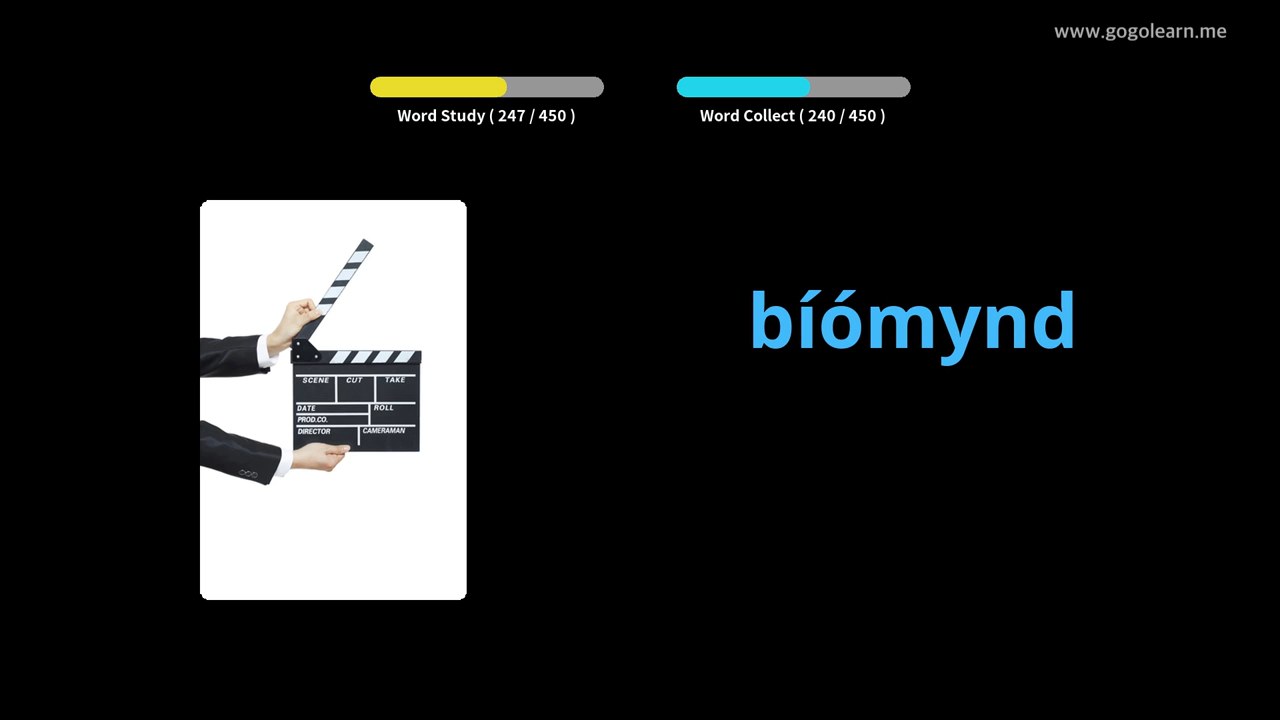 www.gogolearn.me
Word Study ( 247 / 450 )
Word Collect ( 240 / 450 )
bíómynd
SCENE CUT TAKE
DATE ROLL
PROD.CO.
DIRECTOR CAMERAMAN